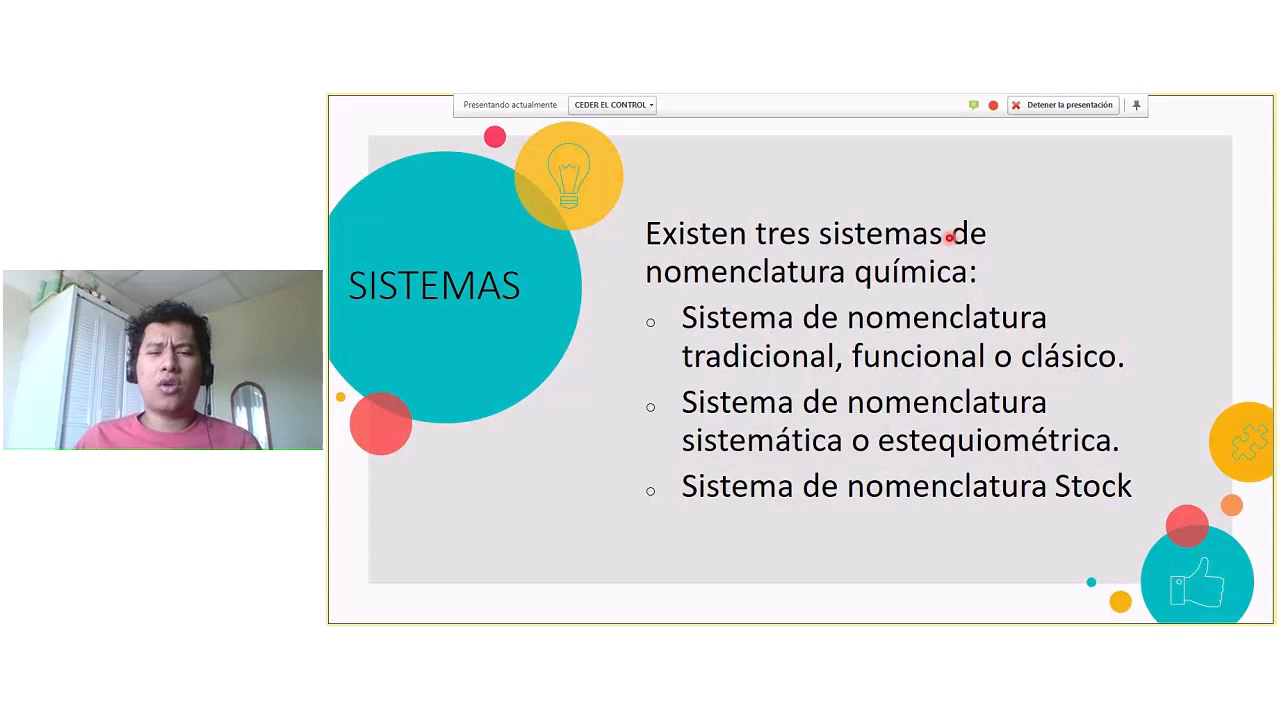 Presentando actualmente CEDER EL CONTROL Detener la presentación
SISTEMAS
Existen tres sistemas de
nomenclatura química:
Sistema de nomenclatura
tradicional, funcional o clásico.
Sistema de nomenclatura
sistemática o estequiométrica.
Sistema de nomenclatura Stock